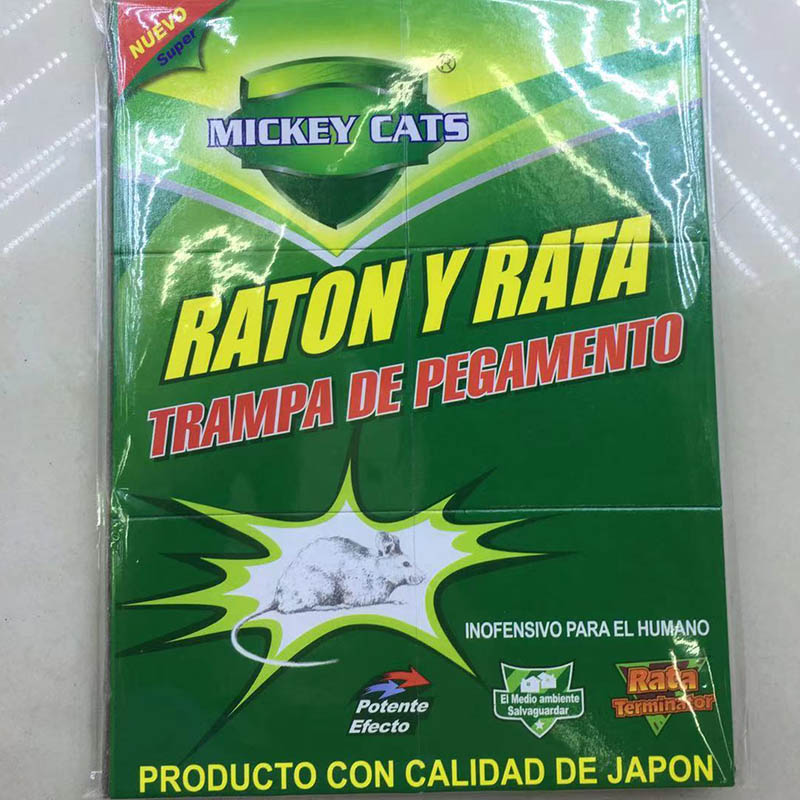 NUEVO
Super
®
MICKEY CATS
RATON Y RATA
TRAMPA DE PEGAMENTO
INOFENSIVO PARA EL HUMANO
Potente
Efecto
El Medio ambiente
Salvaguardar
Rata
Terminator
PRODUCTO CON CALIDAD DE JAPON